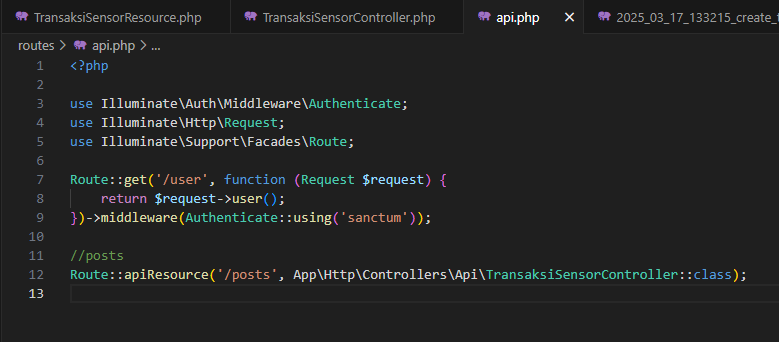 TransaksiSensorResource.php TransaksiSensorController.php api.php 2025_03_17_133215_create_t
routes > api.php > ...
1 <?php
2
3 use Illuminate\Auth\Middleware\Authenticate;
4 use Illuminate\Http\Request;
5 use Illuminate\Support\Facades\Route;
6
7 Route::get('/user', function (Request $request) {
8     return $request->user();
9 })->middleware(Authenticate::using('sanctum'));
10
11 //posts
12 Route::apiResource('/posts', App\Http\Controllers\Api\TransaksiSensorController::class);
13